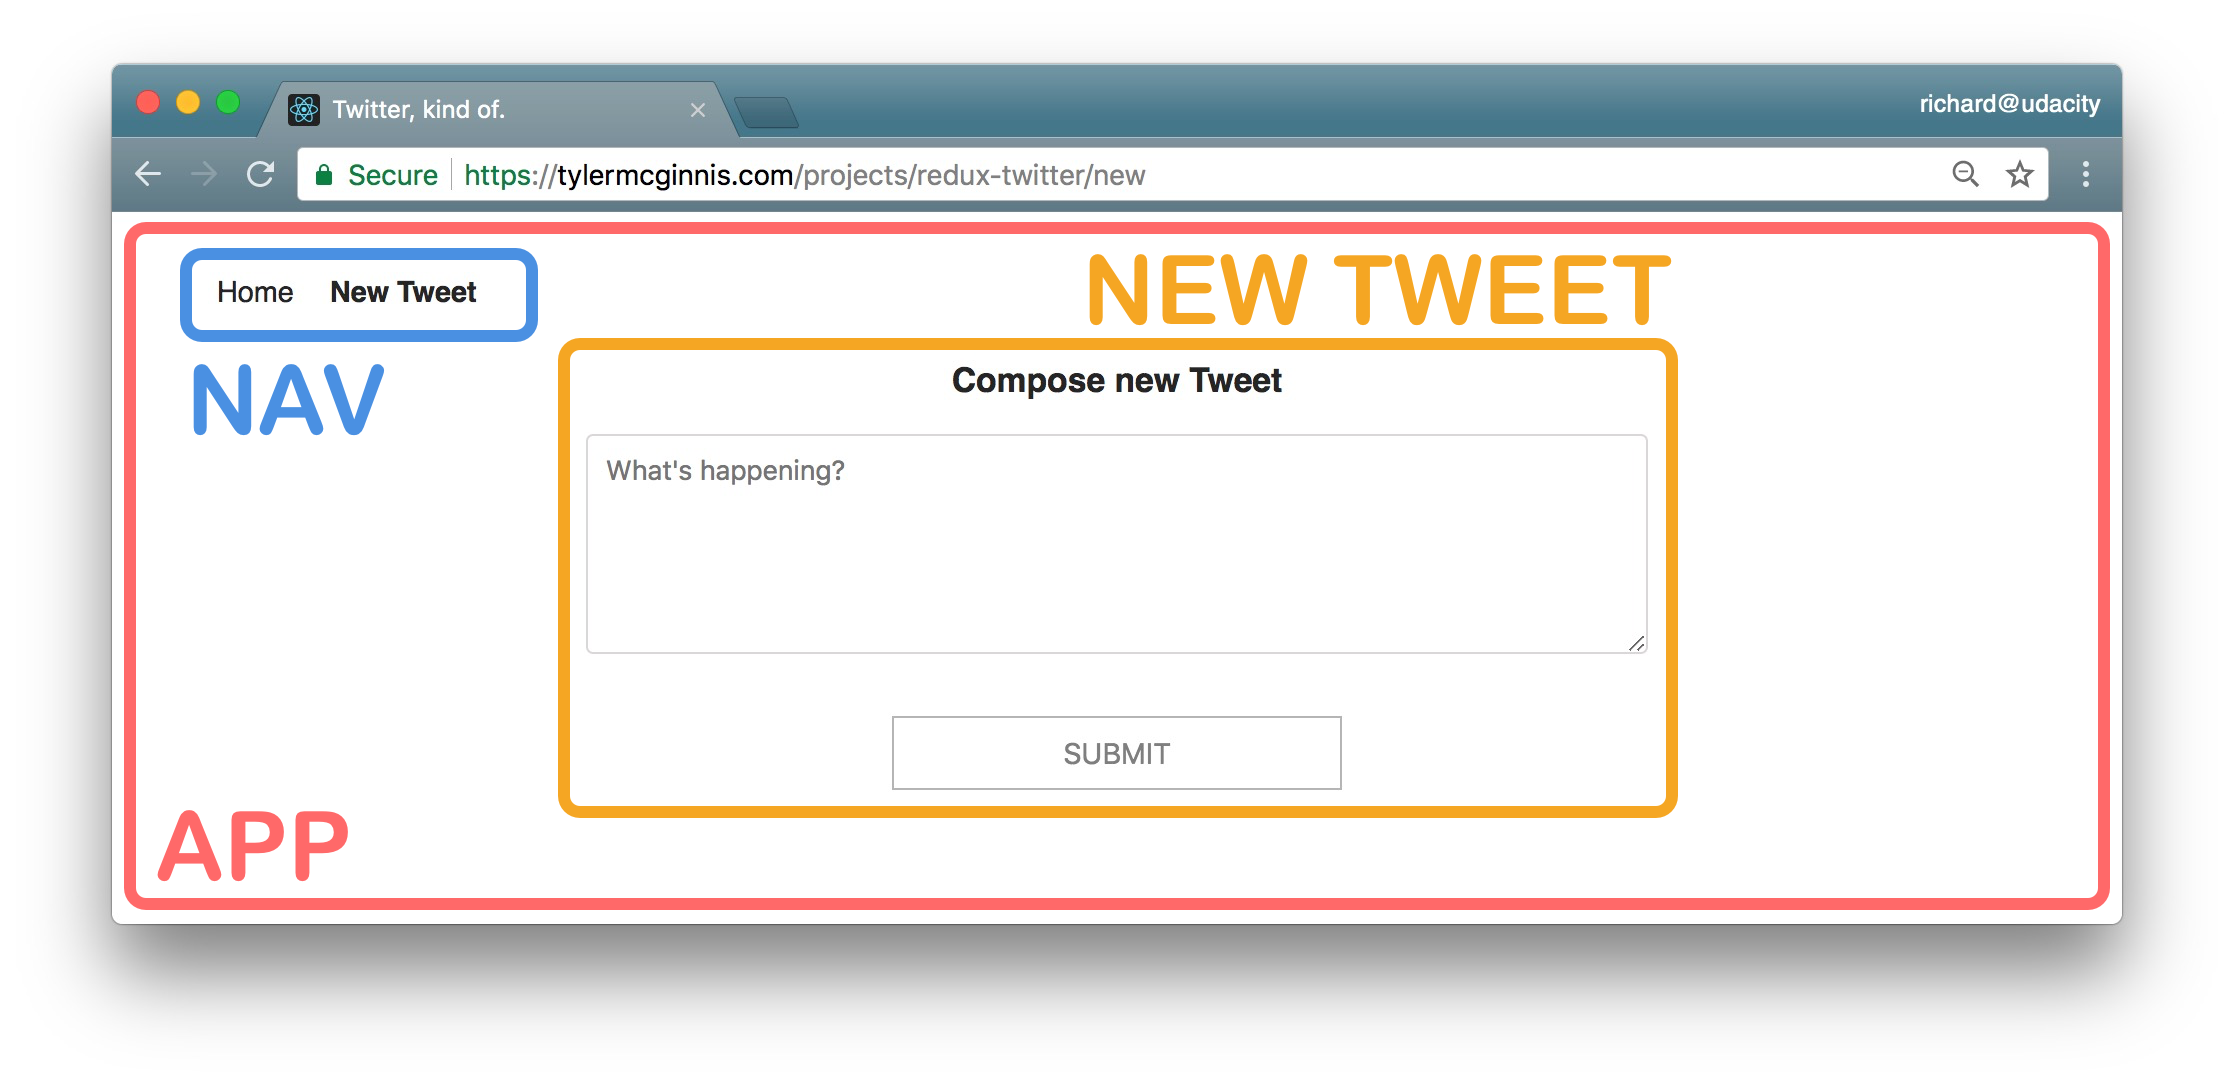 Twitter, kind of.
richard@udacity
Secure https://tylermcginnis.com/projects/redux-twitter/new
Home New Tweet
NEW TWEET
NAV
Compose new Tweet
What's happening?
SUBMIT
APP